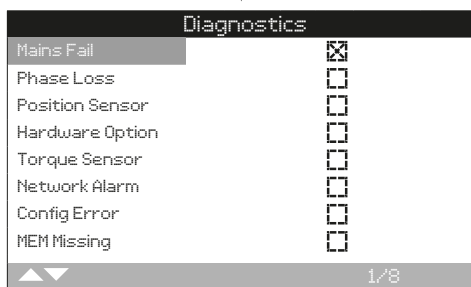 Diagnostics
Mains Fail
Phase Loss
Position Sensor
Hardware Option
Torque Sensor
Network Alarm
Config Error
MEM Missing
1/8